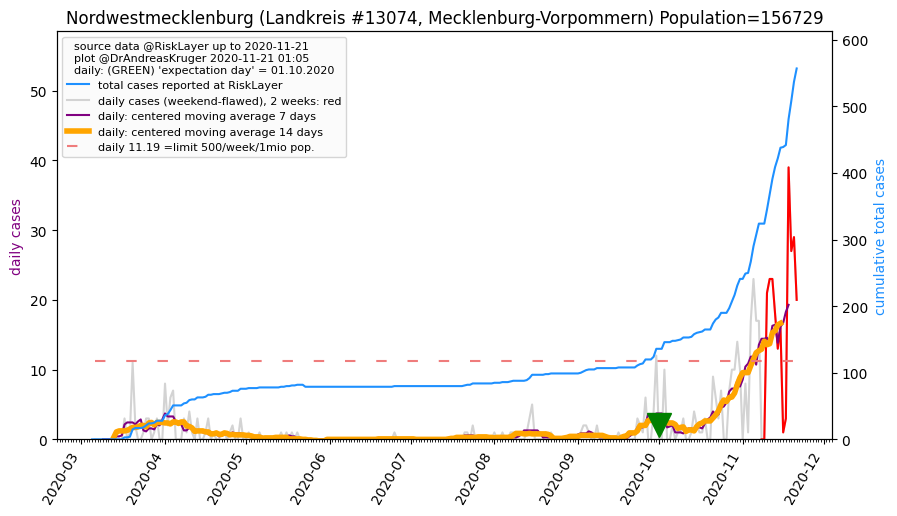 Nordwestmecklenburg (Landkreis #13074, Mecklenburg-Vorpommern) Population=156729
source data @RiskLayer up to 2020-11-21
plot @DrAndreasKruger 2020-11-21 01:05
daily: (GREEN) 'expectation day' = 01.10.2020
total cases reported at RiskLayer
daily cases (weekend-flawed), 2 weeks: red
daily: centered moving average 7 days
daily: centered moving average 14 days
daily 11.19 =limit 500/week/1mio pop.
daily cases
50
40
30
20
10
0
600
500
400
300
200
100
0
cumulative total cases
2020-03
2020-04
2020-05
2020-06
2020-07
2020-08
2020-09
2020-10
2020-11
2020-12